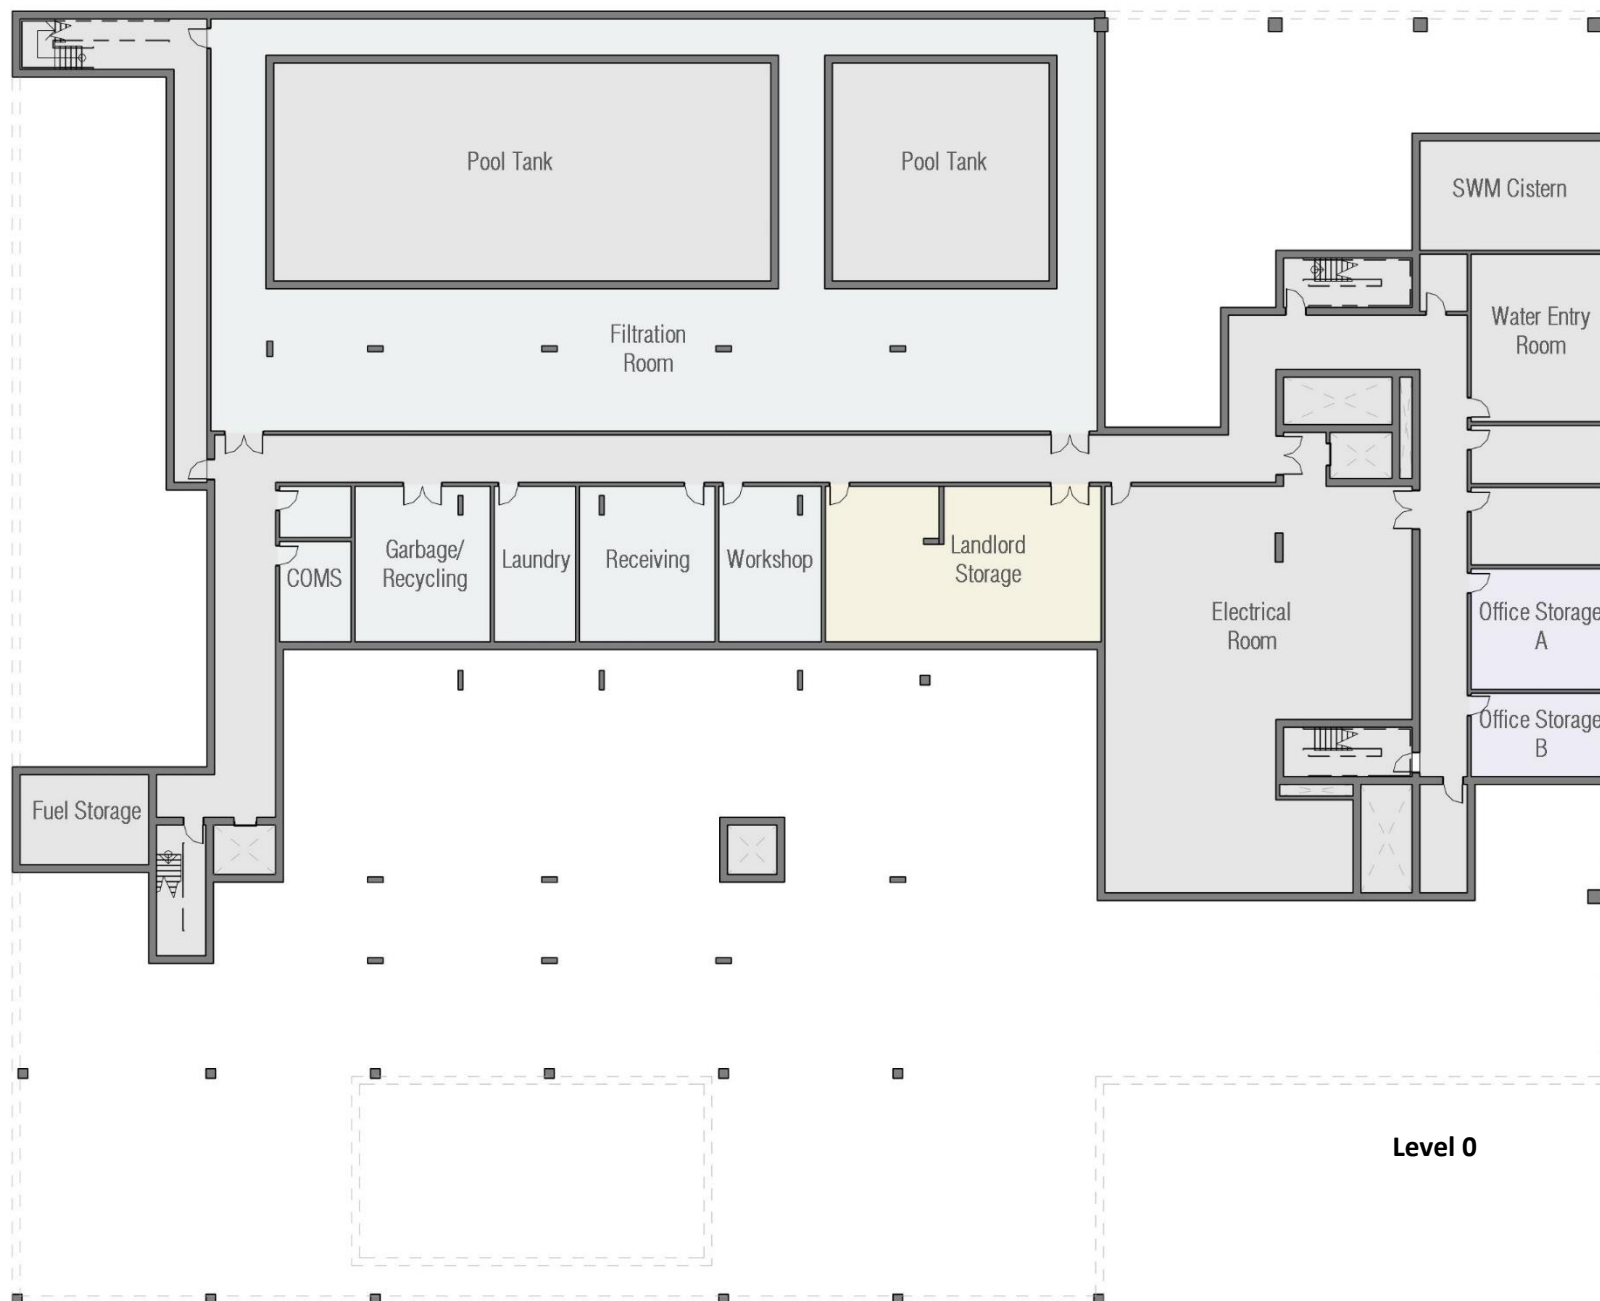 Pool Tank
Pool Tank
SWM Cistern
Water Entry
Room
Filtration
Room
COMS
Garbage/
Recycling
Laundry
Receiving
Workshop
Landlord
Storage
Electrical
Room
Office Storage
A
Office Storage
B
Fuel Storage
Level 0